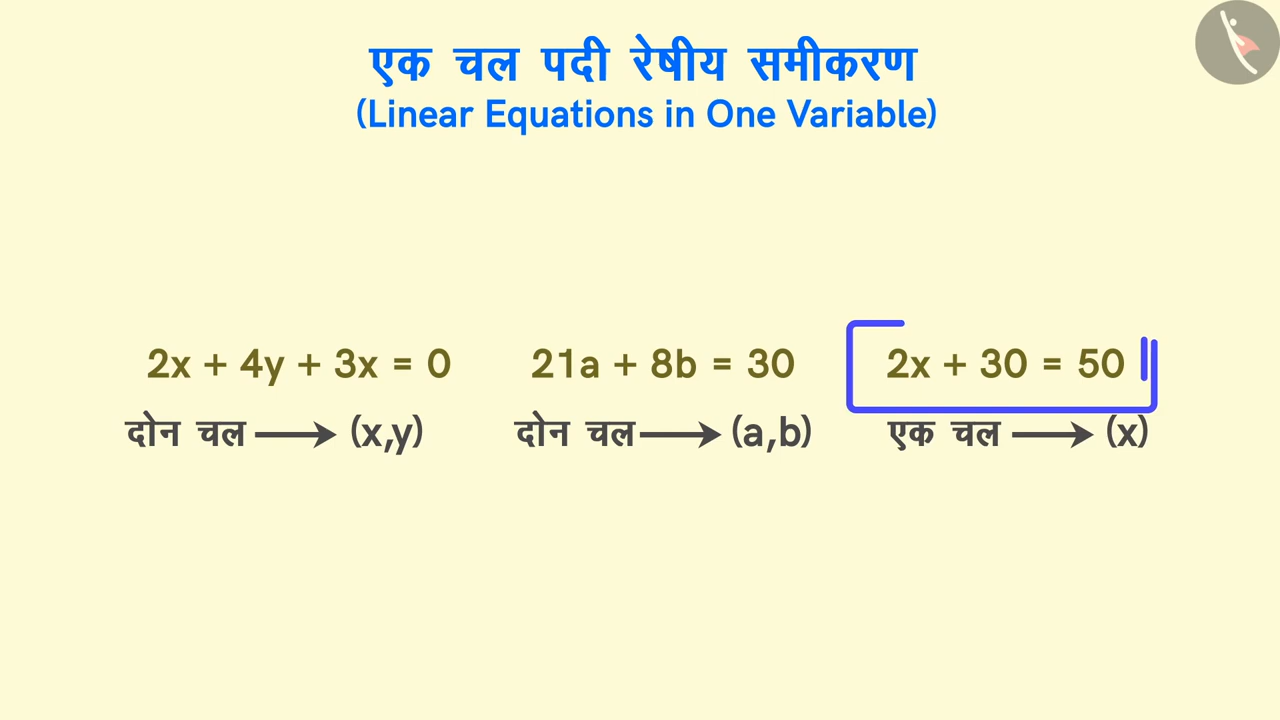 एक चल पदी रेषीय समीकरण
(Linear Equations in One Variable)
2x + 4y + 3x = 0
दोन चल ⟶ (x,y)
21a + 8b = 30
दोन चल ⟶ (a,b)
2x + 30 = 50
एक चल ⟶ (x)